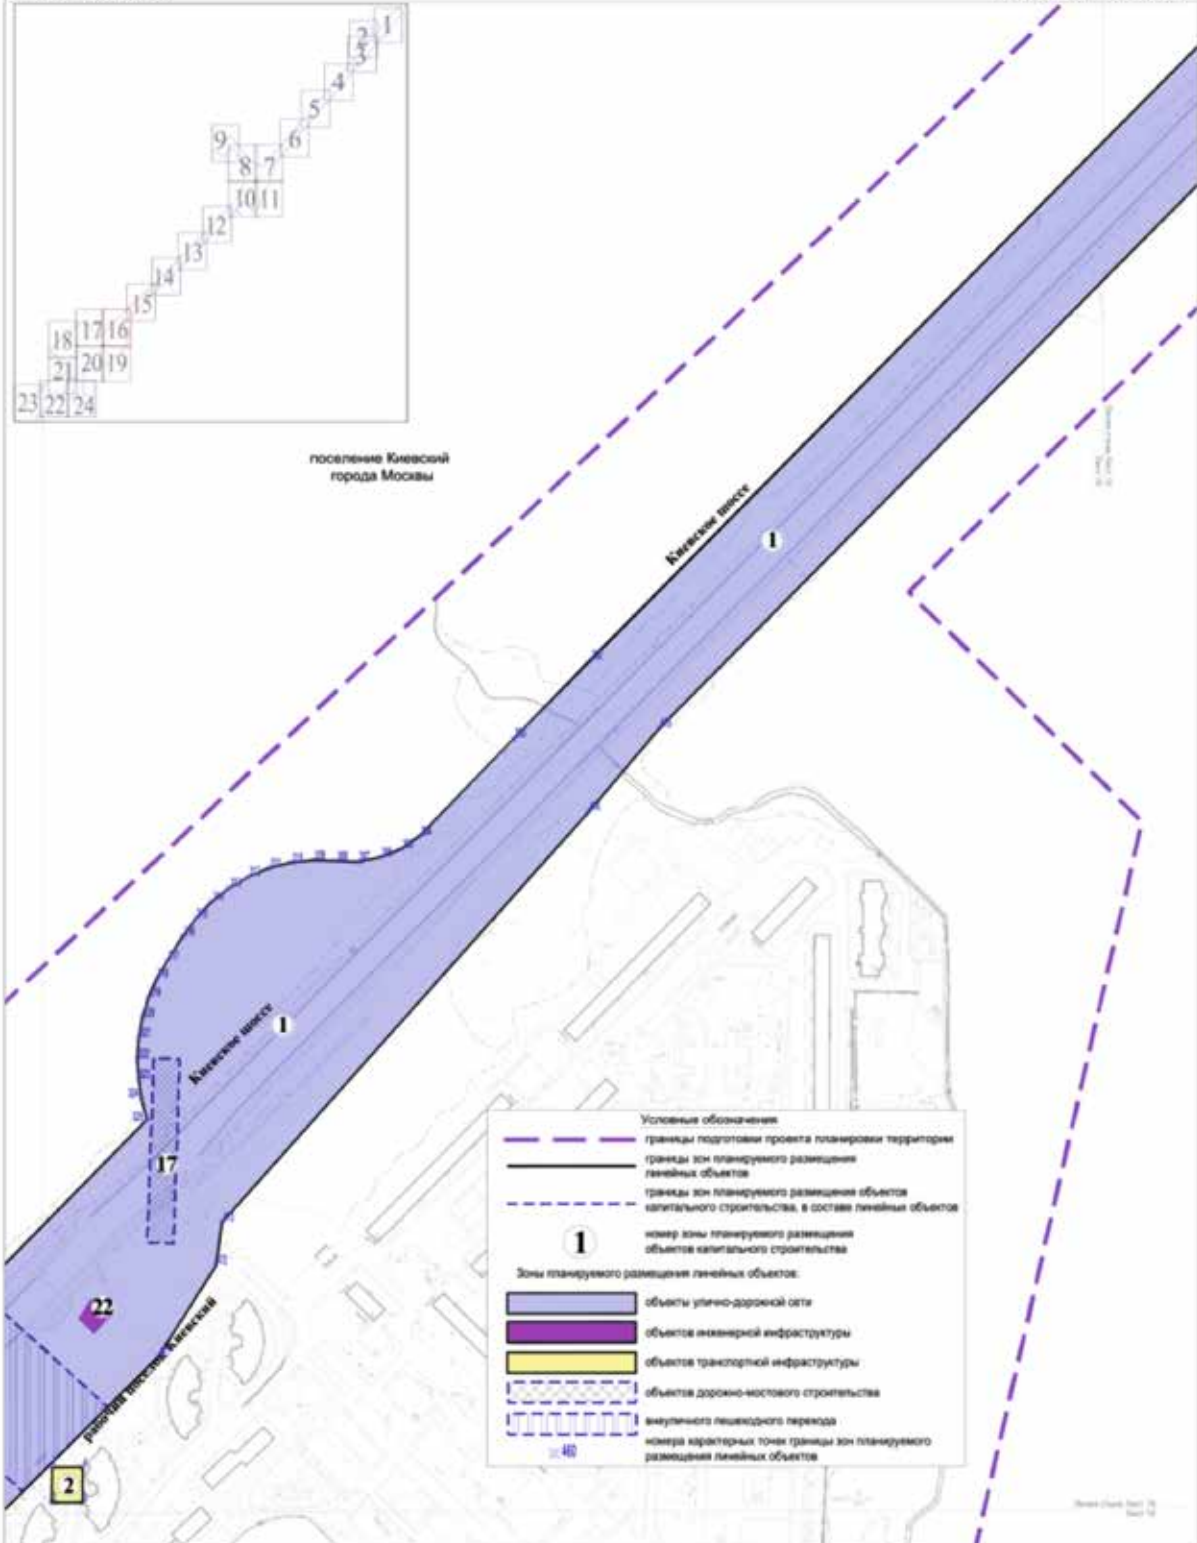 1
2
3
4
5
6
9
8
7
10
11
12
13
14
15
18
17
16
21
20
19
23
22
24
поселение Киевский
города Москвы
Киевское шоссе
1
Киевское шоссе
1
17
22
рабочий поселок Киевский
2
Условные обозначения
границы подготовки проекта планировки территории
границы зон планируемого размещения
линейных объектов
границы зон планируемого размещения объектов
капитального строительства, в составе линейных объектов
1
номер зоны планируемого размещения
объектов капитального строительства
Зоны планируемого размещения линейных объектов:
объекты улично-дорожной сети
объектов инженерной инфраструктуры
объектов транспортной инфраструктуры
объектов дорожно-мостового строительства
внеуличного пешеходного перехода
460
номера характерных точек границы зон планируемого
размещения линейных объектов